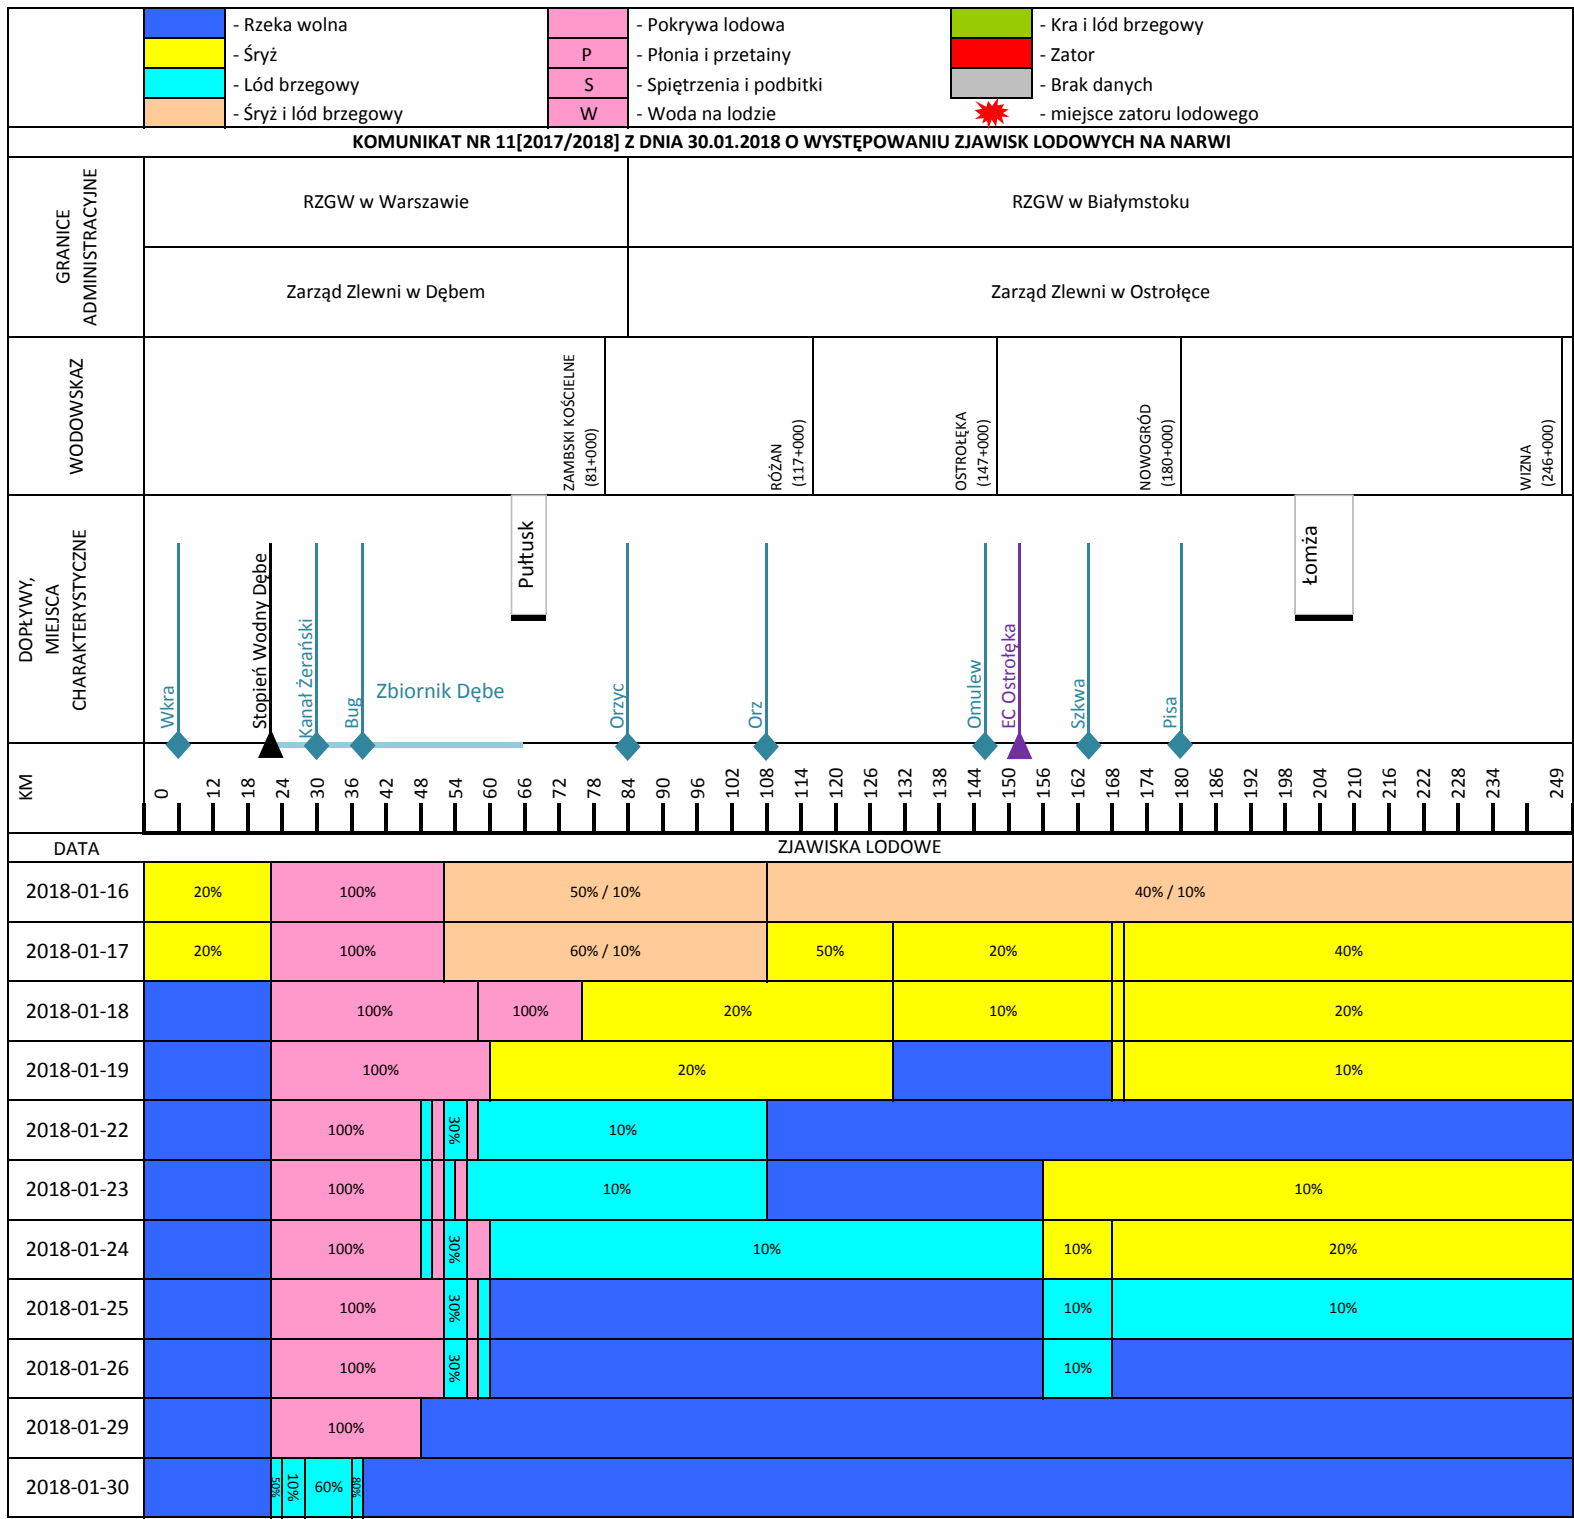 - Rzeka wolna
- Pokrywa lodowa
- Kra i lód brzegowy
- Śryż
P - Płonia i przetainy
- Zator
- Lód brzegowy
S - Spiętrzenia i podbitki
- Brak danych
- Śryż i lód brzegowy
W - Woda na lodzie
- miejsce zatoru lodowego
KOMUNIKAT NR 11[2017/2018] Z DNIA 30.01.2018 O WYSTĘPOWANIU ZJAWISK LODOWYCH NA NARWI
GRANICE
ADMINISTRACYJNE
RZGW w Warszawie
RZGW w Białymstoku
Zarząd Zlewni w Dębem
Zarząd Zlewni w Ostrołęce
WODOWSKAZ
ZAMBSKI KOŚCIELNE
(81+000)
RÓŻAN
(117+000)
OSTROŁĘKA
(147+000)
NOWOGRÓD
(180+000)
WIZNA
(246+000)
DOPŁYWY,
MIEJSCA
CHARAKTERYSTYCZNE
Wkra
Stopień Wodny Dębe
Kanał Żerański
Bug
Zbiornik Dębe
Pułtusk
Orzyc
Orz
Omulew
EC Ostrołęka
Szkwa
Pisa
Łomża
KM
0 12 18 24 30 36 42 48 54 60 66 72 78 84 90 96 102 108 114 120 126 132 138 144 150 156 162 168 174 180 186 192 198 204 210 216 222 228 234 249
DATA ZJAWISKA LODOWE
2018-01-16 20% 100% 50% / 10% 40% / 10%
2018-01-17 20% 100% 60% / 10% 50% 20% 40%
2018-01-18 100% 100% 20% 10% 20%
2018-01-19 100% 20% 10%
2018-01-22 100% 30% 10%
2018-01-23 100% 10% 10%
2018-01-24 100% 30% 10% 10% 20%
2018-01-25 100% 30% 10% 10%
2018-01-26 100% 30% 10%
2018-01-29 100%
2018-01-30 50% 10% 60% 80%